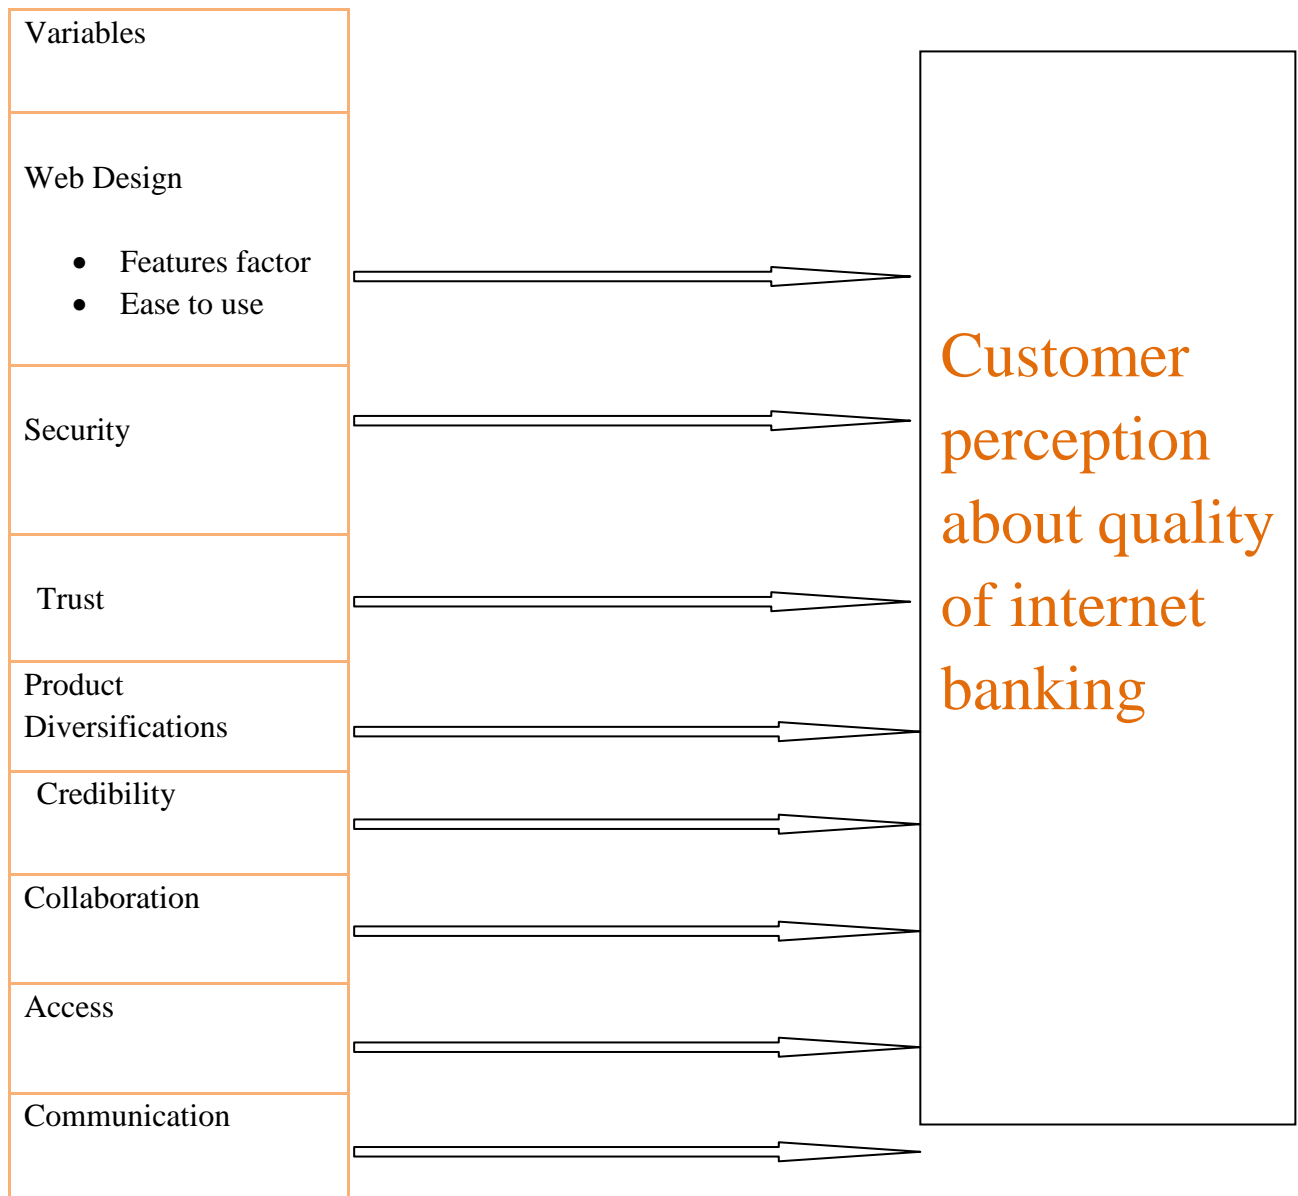 Variables
Web Design
• Features factor
• Ease to use
Security
Trust
Product
Diversifications
Credibility
Collaboration
Access
Communication
Customer
perception
about quality
of internet
banking